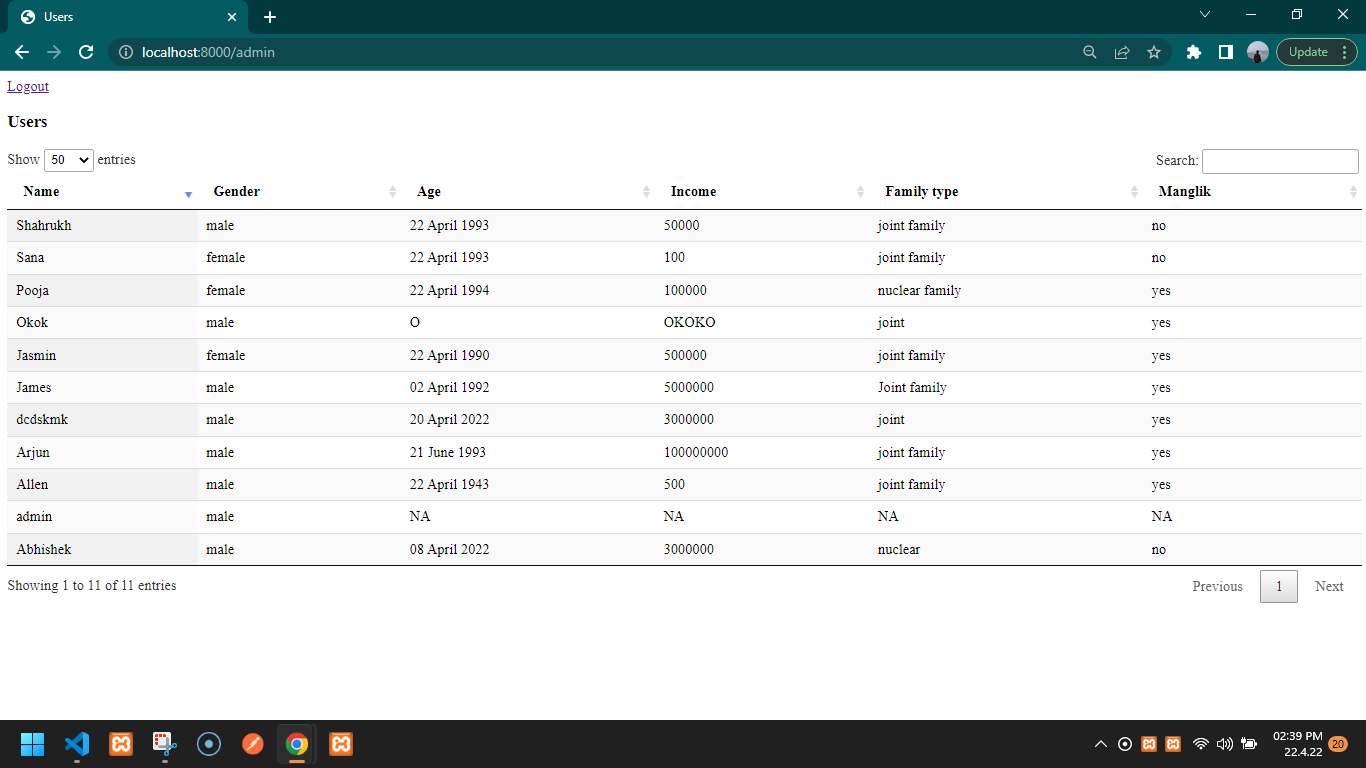 Users
localhost:8000/admin
Update
Logout
Users
Show 50 entries
Search:
Name Gender Age Income Family type Manglik
Shahrukh male 22 April 1993 50000 joint family no
Sana female 22 April 1993 100 joint family no
Pooja female 22 April 1994 100000 nuclear family yes
Okok male O OKOKO joint yes
Jasmin female 22 April 1990 500000 joint family yes
James male 02 April 1992 5000000 Joint family yes
dcdskmk male 20 April 2022 3000000 joint yes
Arjun male 21 June 1993 100000000 joint family yes
Allen male 22 April 1943 500 joint family yes
admin male NA NA NA NA
Abhishek male 08 April 2022 3000000 nuclear no
Showing 1 to 11 of 11 entries
Previous 1 Next
02:39 PM
22.4.22
20